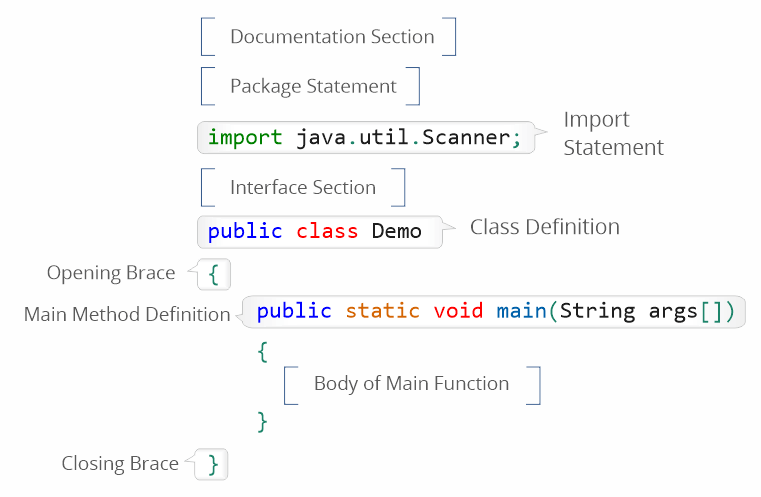 Documentation Section
Package Statement
import java.util.Scanner;
Import
Statement
Interface Section
public class Demo
Class Definition
Opening Brace
{
Main Method Definition
public static void main(String args[])
{
Body of Main Function
}
Closing Brace
}